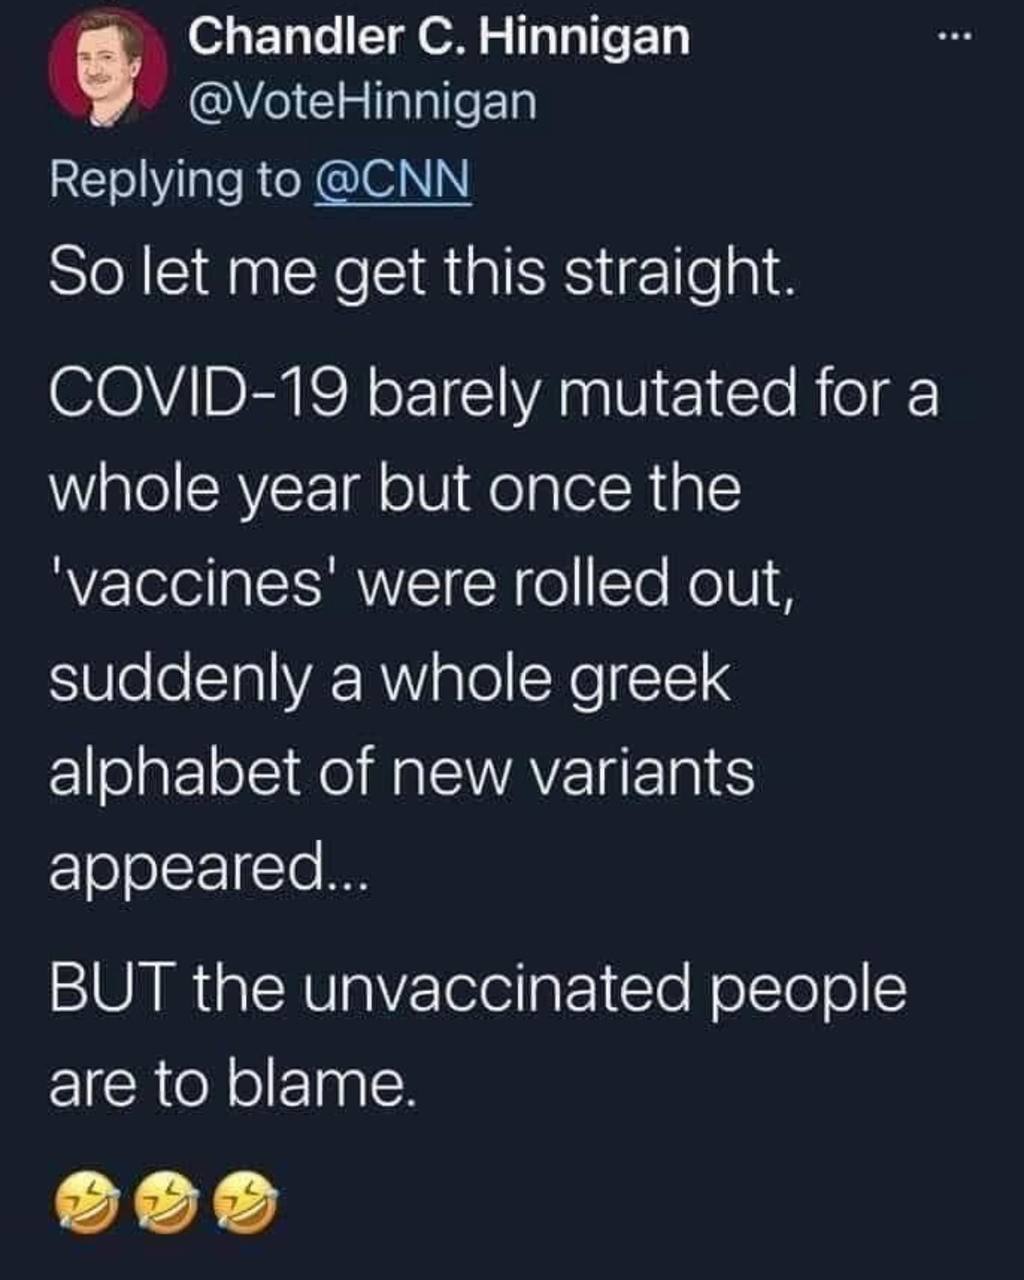 Chandler C. Hinnigan
@VoteHinnigan
Replying to @CNN
So let me get this straight.
COVID-19 barely mutated for a
whole year but once the
'vaccines' were rolled out,
suddenly a whole greek
alphabet of new variants
appeared...
BUT the unvaccinated people
are to blame.
🤣🤣🤣